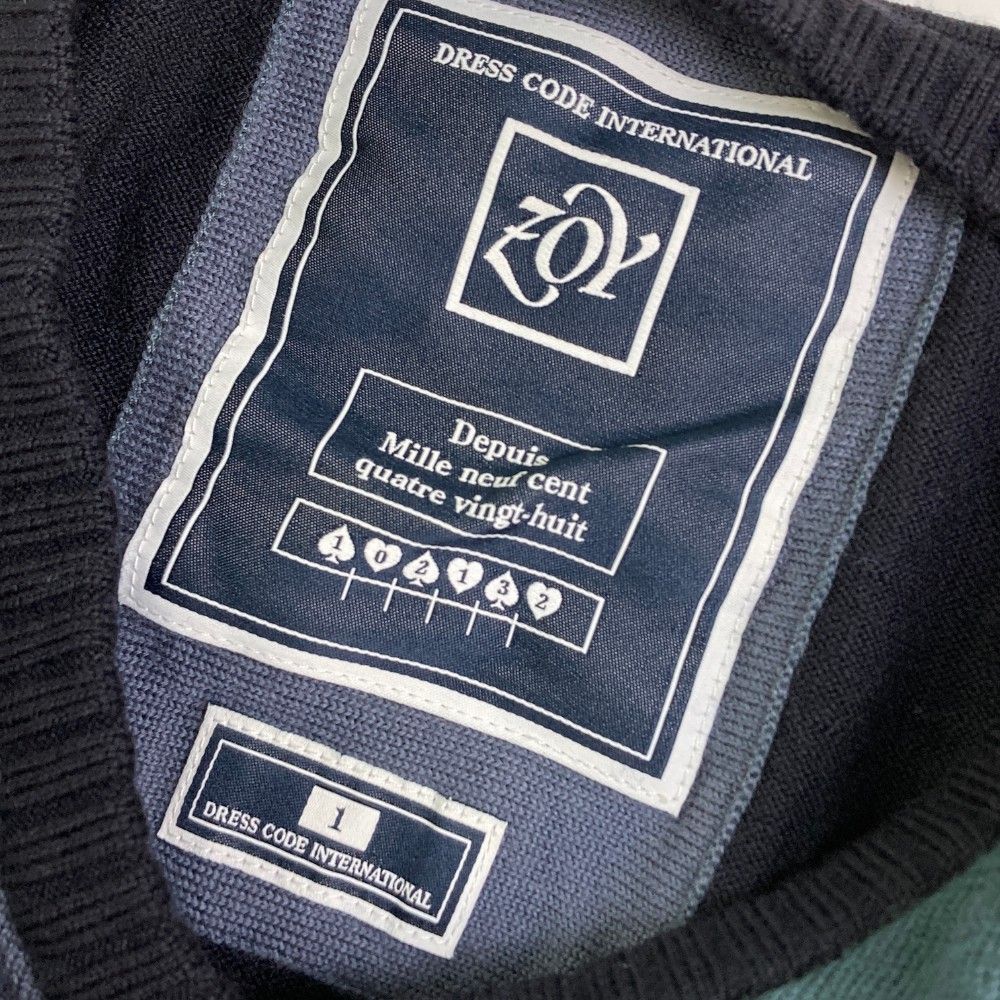 DRESS CODE INTERNATIONAL
ZOY
Depuis
Mille neuf cent
quatre vingt-huit
1 0 2 1 3 2
1
DRESS CODE INTERNATIONAL